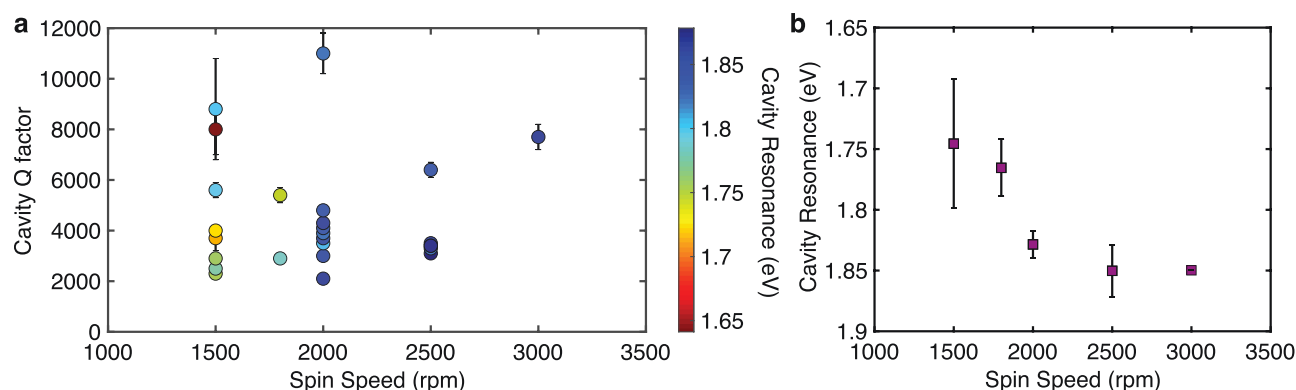 a
12000
10000
8000
6000
4000
2000
0
Cavity Q factor
1000 1500 2000 2500 3000 3500
Spin Speed (rpm)
1.85
1.8
1.75
1.7
1.65
Cavity Resonance (eV)
b
1.65
1.7
1.75
1.8
1.85
1.9
Cavity Resonance (eV)
1000 1500 2000 2500 3000 3500
Spin Speed (rpm)